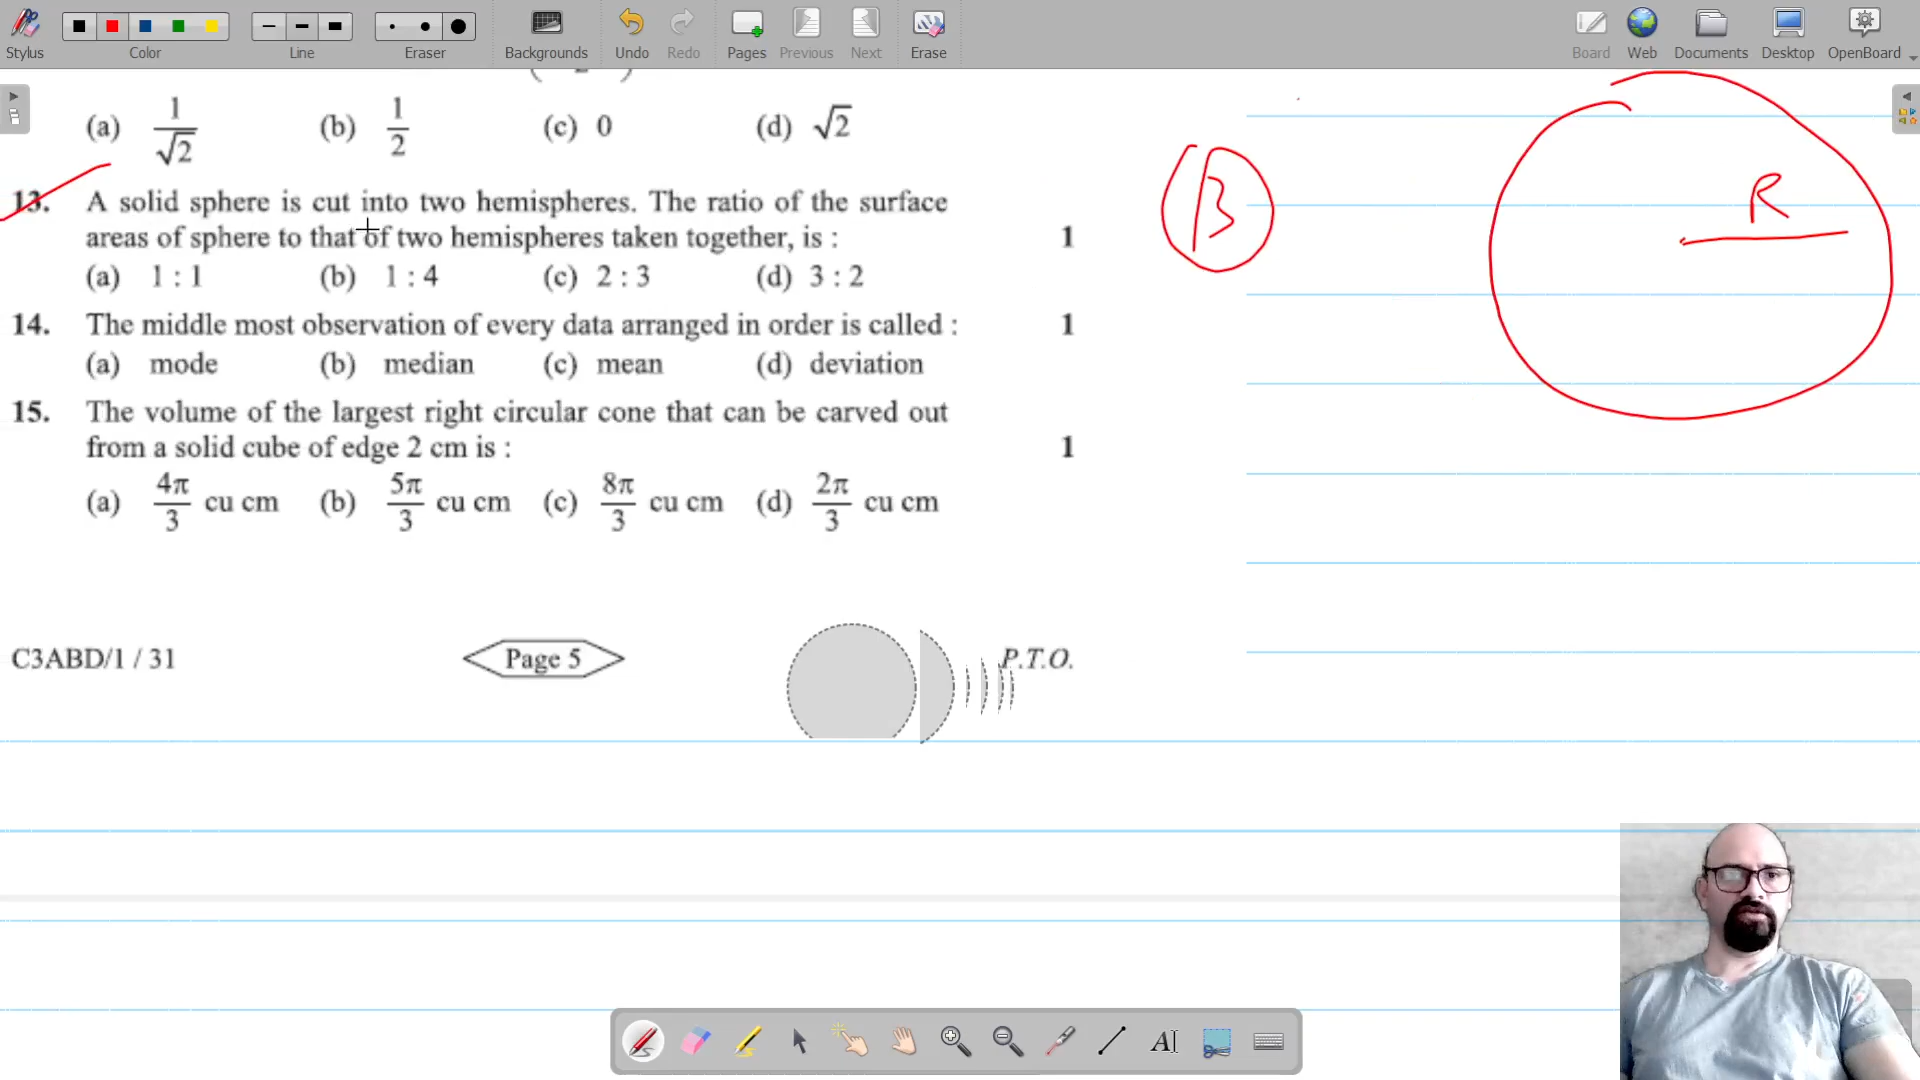 Stylus Color Line Eraser Backgrounds Undo Redo Pages Previous Next Erase Board Web Documents Desktop OpenBoard
(a) 1/√2 (b) 1/2 (c) 0 (d) √2
13. A solid sphere is cut into two hemispheres. The ratio of the surface
areas of sphere to that of two hemispheres taken together, is : 1
(a) 1 : 1 (b) 1 : 4 (c) 2 : 3 (d) 3 : 2
14. The middle most observation of every data arranged in order is called : 1
(a) mode (b) median (c) mean (d) deviation
15. The volume of the largest right circular cone that can be carved out
from a solid cube of edge 2 cm is : 1
(a) 4π/3 cu cm (b) 5π/3 cu cm (c) 8π/3 cu cm (d) 2π/3 cu cm
C3ABD/1 / 31 Page 5 P.T.O.
13
R